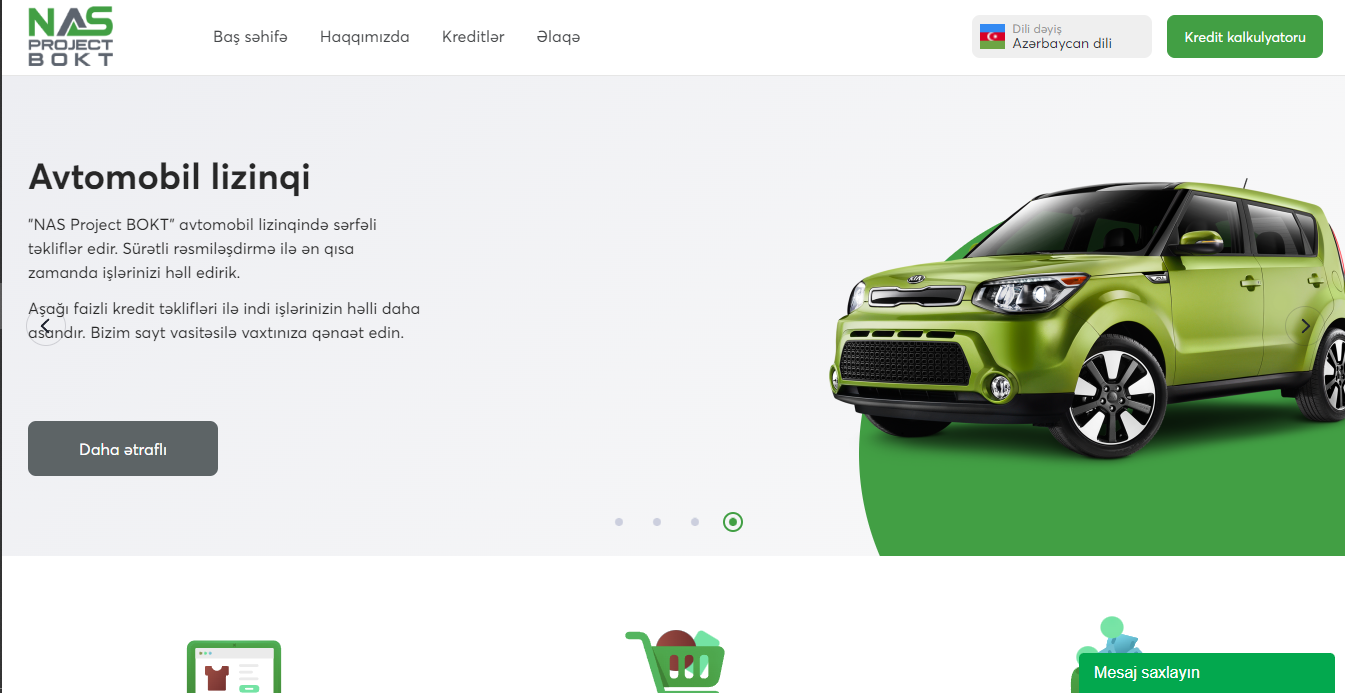 NAS
PROJECT
BOKT
Baş səhifə
Haqqımızda
Kreditlər
Əlaqə
Dili dəyiş
Azərbaycan dili
Kredit kalkulyatoru
Avtomobil lizinqi
"NAS Project BOKT" avtomobil lizinqində sərfəli
təkliflər edir. Sürətli rəsmiləşdirmə ilə ən qısa
zamanda işlərinizi həll edirik.
Aşağı faizli kredit təklifləri ilə indi işlərinizin həlli daha
asandır. Bizim sayt vasitəsilə vaxtınıza qənaət edin.
KIA
Daha ətraflı
Mesaj saxlayın